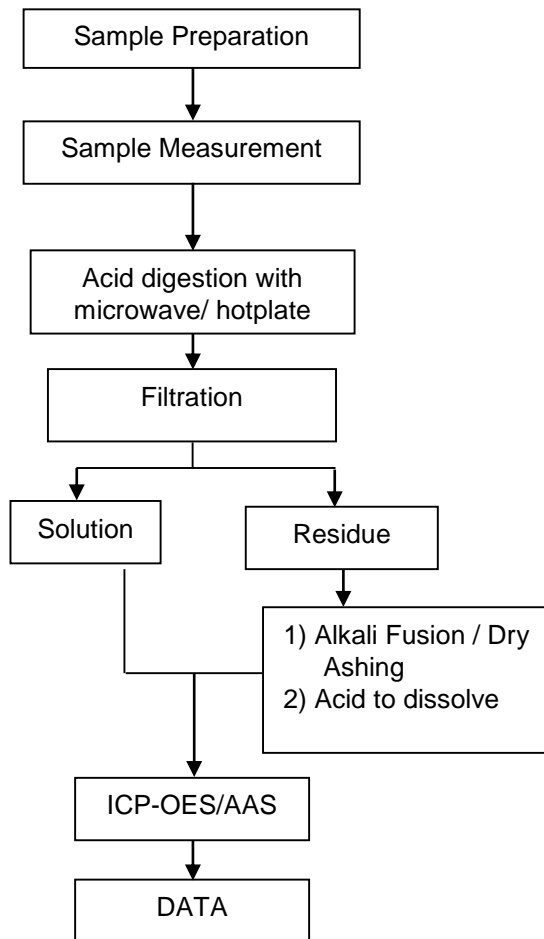 Sample Preparation
Sample Measurement
Acid digestion with
microwave/ hotplate
Filtration
Solution
Residue
1) Alkali Fusion / Dry
Ashing
2) Acid to dissolve
ICP-OES/AAS
DATA